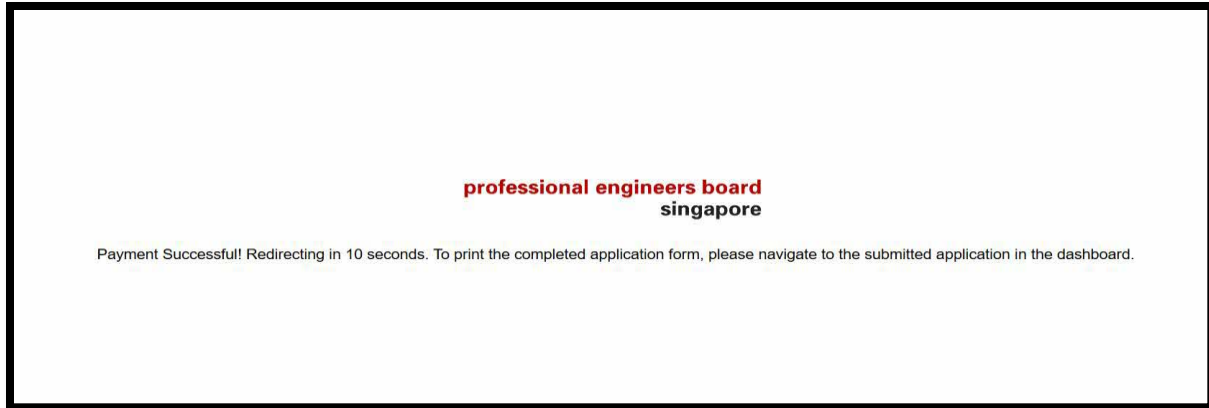 professional engineers board
singapore
Payment Successful! Redirecting in 10 seconds. To print the completed application form, please navigate to the submitted application in the dashboard.